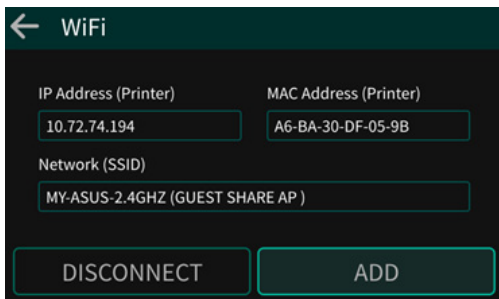 WiFi
IP Address (Printer)
MAC Address (Printer)
10.72.74.194
A6-BA-30-DF-05-9B
Network (SSID)
MY-ASUS-2.4GHZ (GUEST SHARE AP )
DISCONNECT
ADD